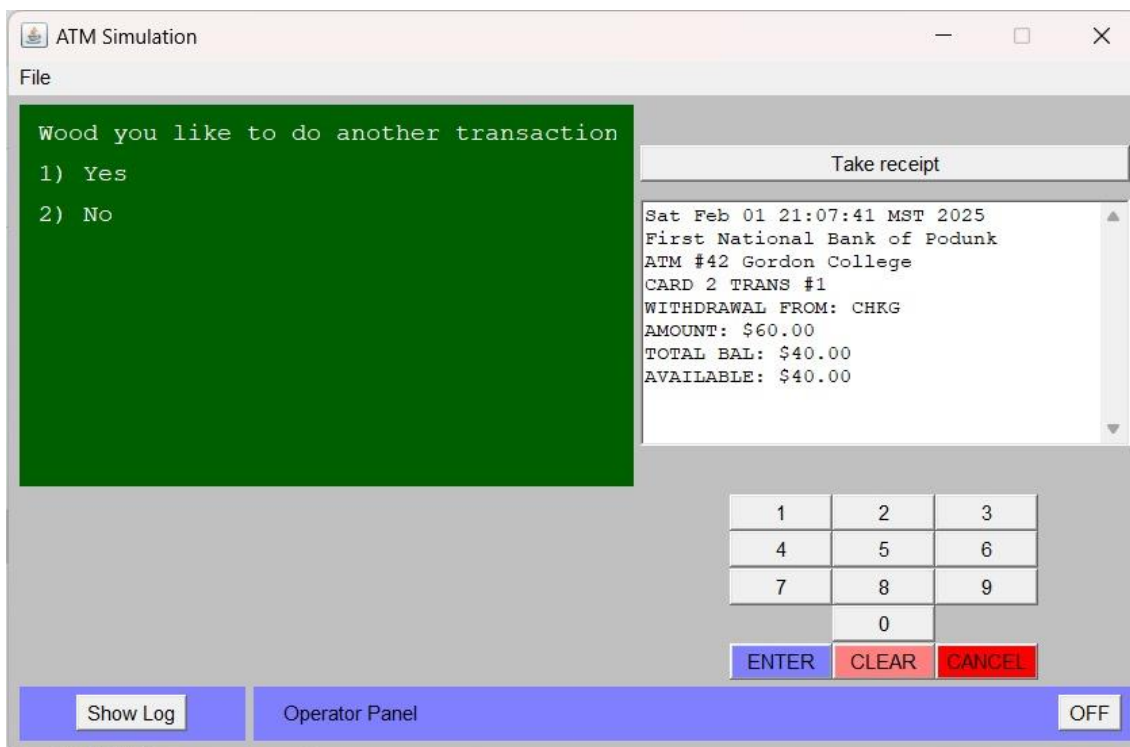 ATM Simulation
File
Wood you like to do another transaction
1) Yes
2) No
Take receipt
Sat Feb 01 21:07:41 MST 2025
First National Bank of Podunk
ATM #42 Gordon College
CARD 2 TRANS #1
WITHDRAWAL FROM: CHKG
AMOUNT: $60.00
TOTAL BAL: $40.00
AVAILABLE: $40.00
1 2 3
4 5 6
7 8 9
0
ENTER CLEAR CANCEL
Show Log Operator Panel OFF